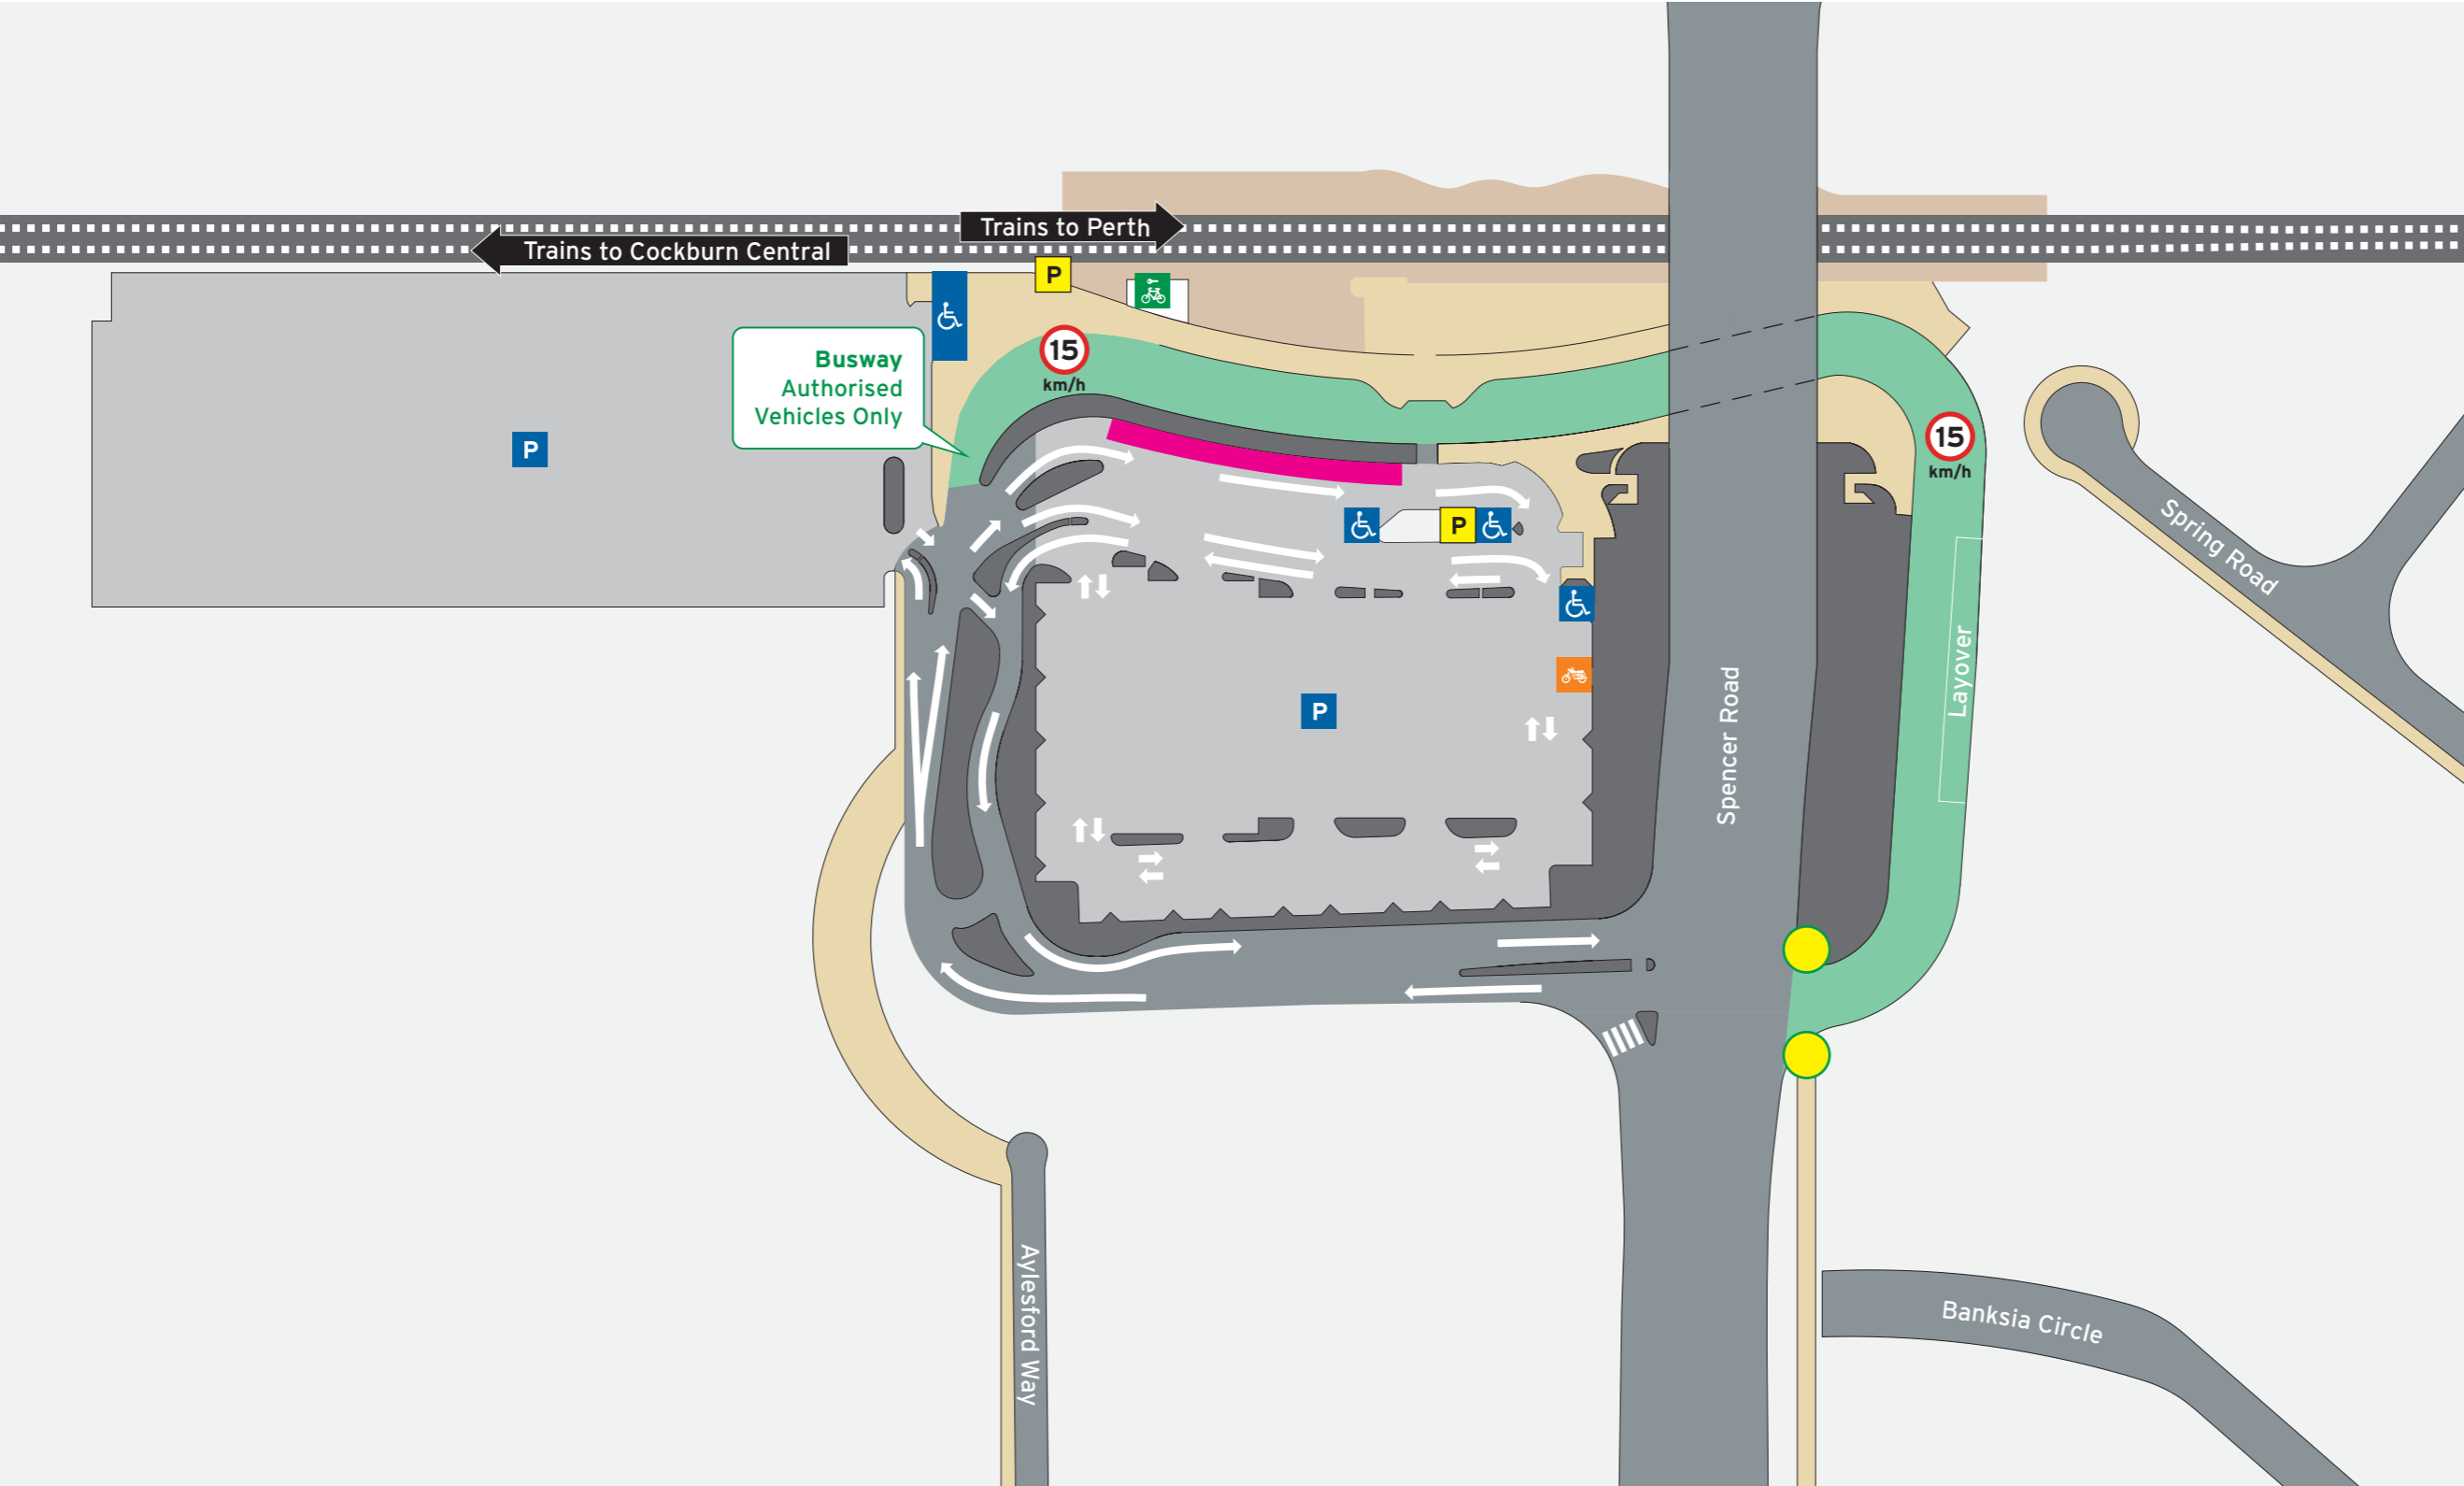 Trains to Perth
Trains to Cockburn Central
P
15
km/h
Busway
Authorised
Vehicles Only
P
15
km/h
P
Spring Road
Layover
P
Spencer Road
Aylesford Way
Banksia Circle